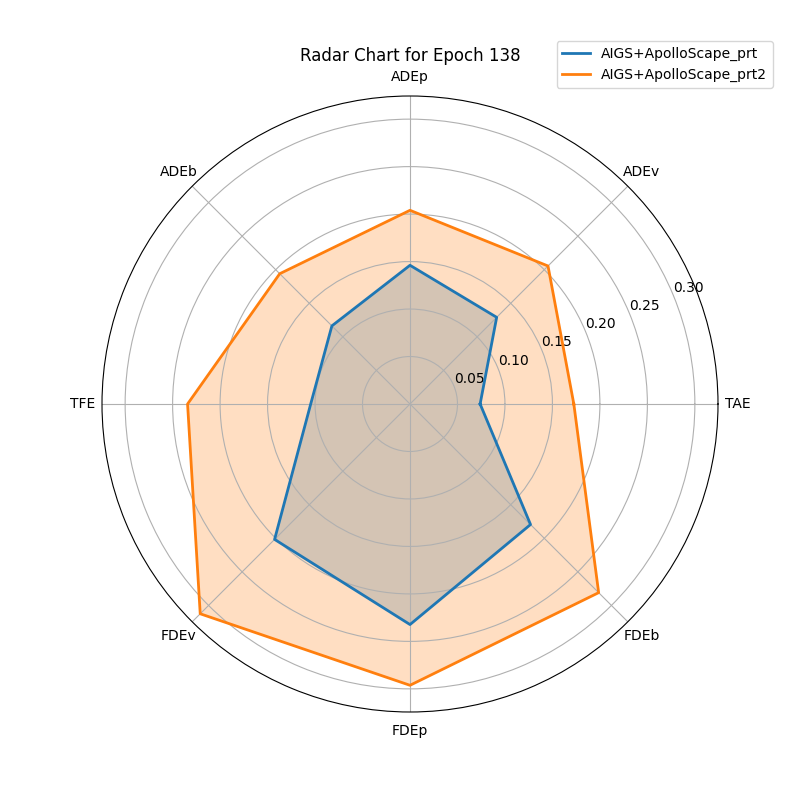 Radar Chart for Epoch 138
AIGS+ApolloScape_prt
AIGS+ApolloScape_prt2
ADEp
ADEb
ADEv
0.30
0.25
0.20
0.15
0.10
0.05
TFE
TAE
FDEv
FDEb
FDEp